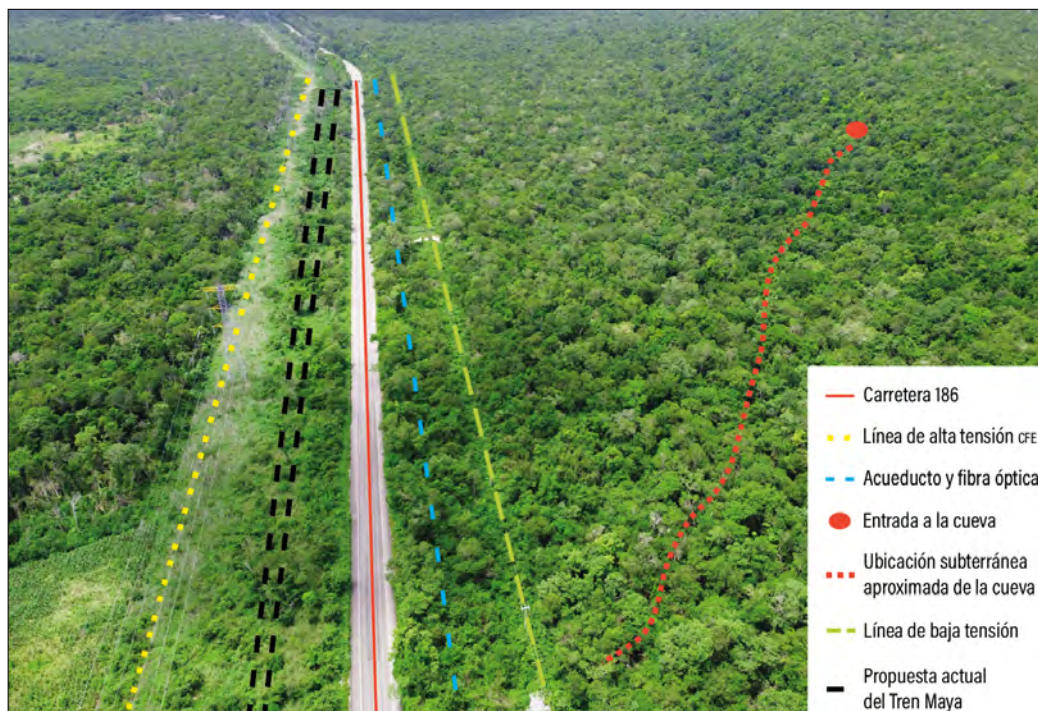 Carretera 186
Línea de alta tensión CFE
Acueducto y fibra óptica
Entrada a la cueva
Ubicación subterránea
aproximada de la cueva
Línea de baja tensión
Propuesta actual
del Tren Maya